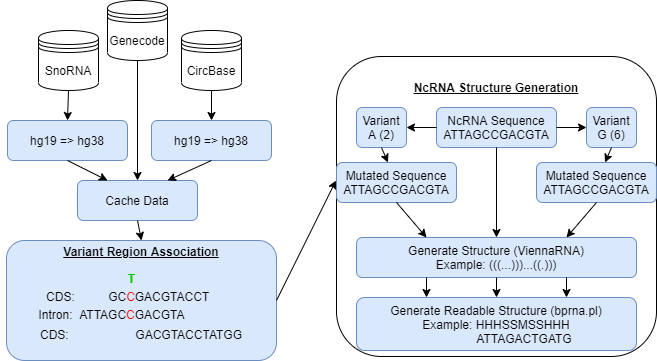 SnoRNA
Genecode
CircBase
hg19 => hg38
hg19 => hg38
Cache Data
Variant Region Association
T
CDS: GCCGACGTACCT
Intron: ATTAGCCGACGTA
CDS: GACGTACCTATGG
NcRNA Structure Generation
Variant
A (2)
NcRNA Sequence
ATTAGCCGACGTA
Variant
G (6)
Mutated Sequence
ATTAGCCGACGTA
Mutated Sequence
ATTAGCCGACGTA
Generate Structure (ViennaRNA)
Example: (((...)))...((.)))
Generate Readable Structure (bprna.pl)
Example: HHHSSMSSHHH
ATTAGACTGATG